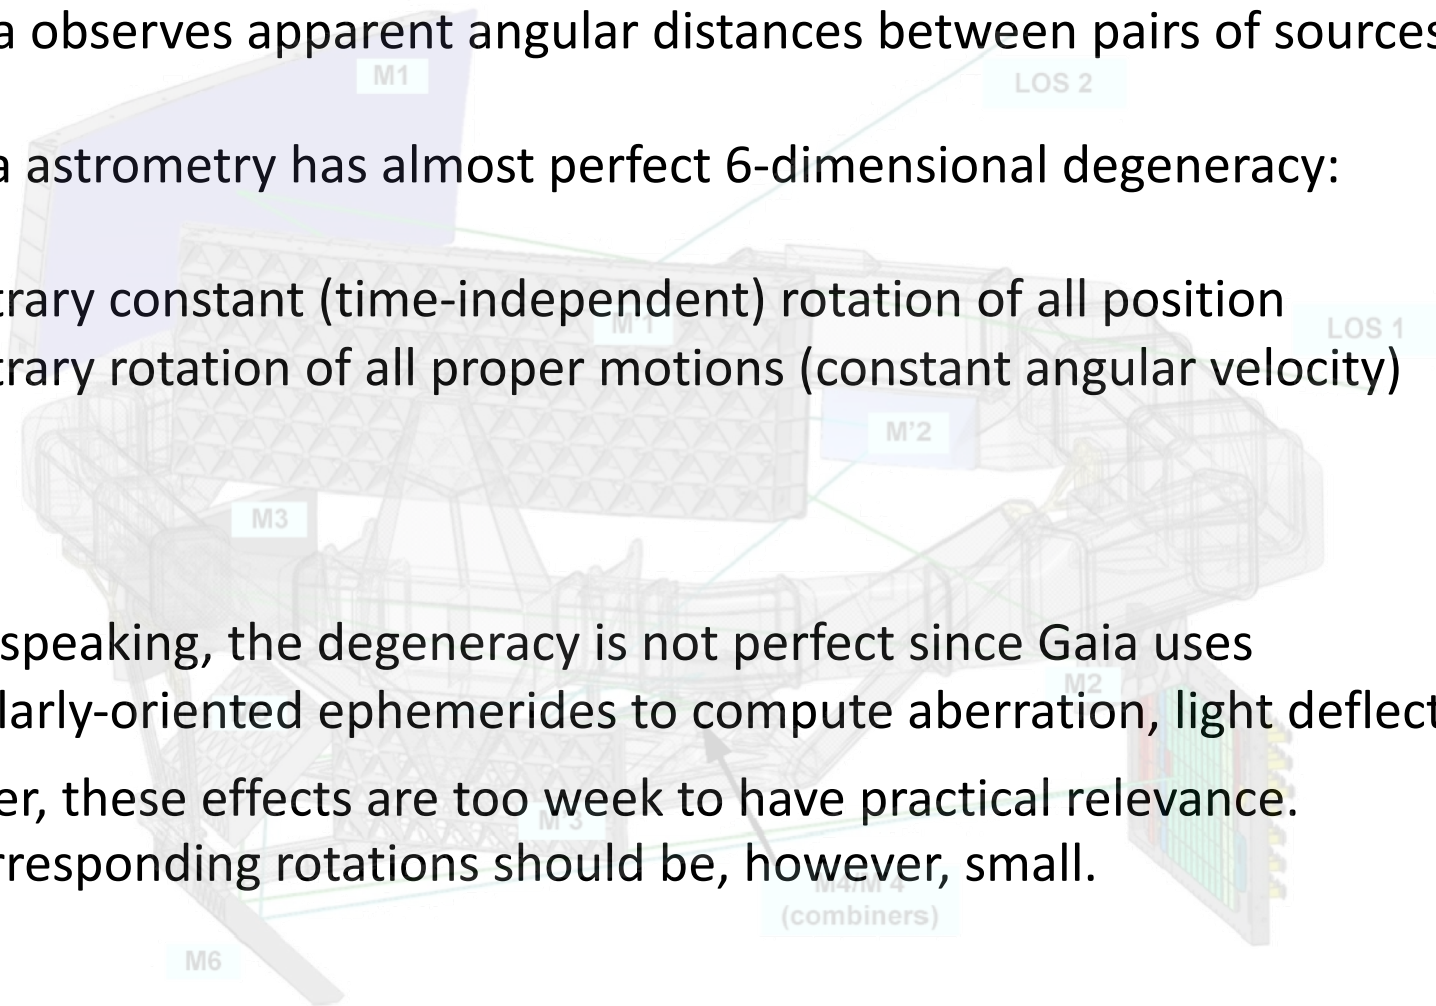 a observes apparent angular distances between pairs of sources
M1
LOS 2
a astrometry has almost perfect 6-dimensional degeneracy:
trary constant (time-independent) rotation of all position
M'1
LOS 1
trary rotation of all proper motions (constant angular velocity)
M'2
M3
speaking, the degeneracy is not perfect since Gaia uses
M2
larly-oriented ephemerides to compute aberration, light deflect
er, these effects are too week to have practical relevance.
M'3
rresponding rotations should be, however, small.
M4/M'4
(combiners)
M6